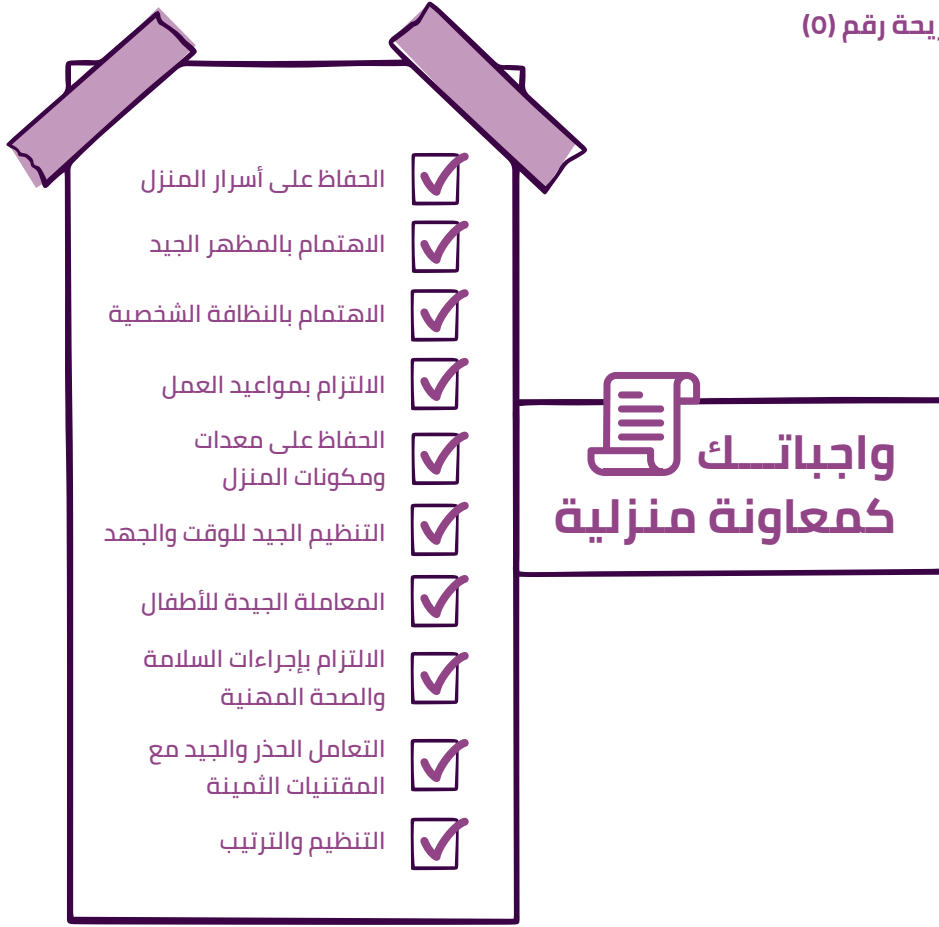 رقم (٥)
واجباتــــك
كمعاونة منزلية
الحفاظ على أسرار المنزل
الاهتمام بالمظهر الجيد
الاهتمام بالنظافة الشخصية
الالتزام بمواعيد العمل
الحفاظ على معدات
ومكونات المنزل
التنظيم الجيد للوقت والجهد
المعاملة الجيدة للأطفال
الالتزام بإجراءات السلامة
والصحة المهنية
التعامل الحذر والجيد مع
المقتنيات الثمينة
التنظيم والترتيب